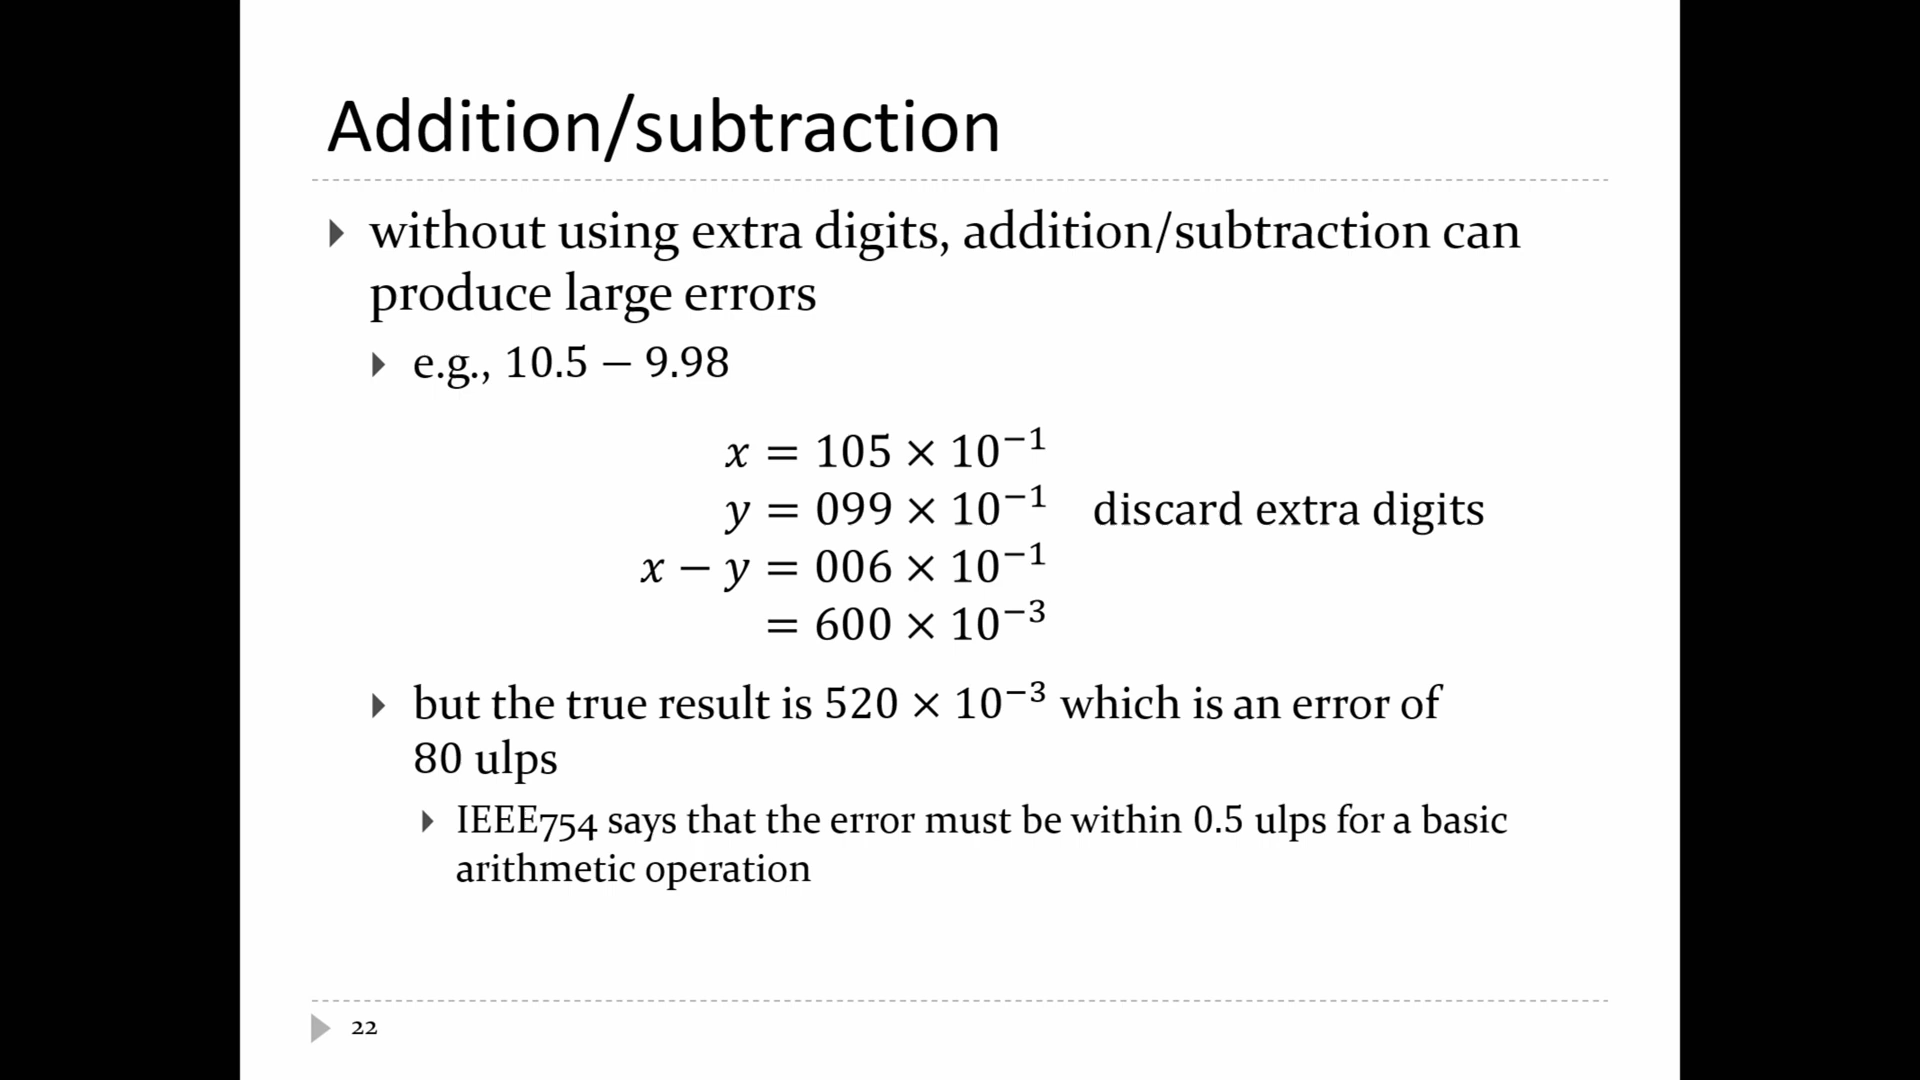 Addition/subtraction
without using extra digits, addition/subtraction can
produce large errors
e.g., 10.5 − 9.98
x = 105 × 10⁻¹
y = 099 × 10⁻¹ discard extra digits
x − y = 006 × 10⁻¹
= 600 × 10⁻³
but the true result is 520 × 10⁻³ which is an error of
80 ulps
IEEE754 says that the error must be within 0.5 ulps for a basic
arithmetic operation
22